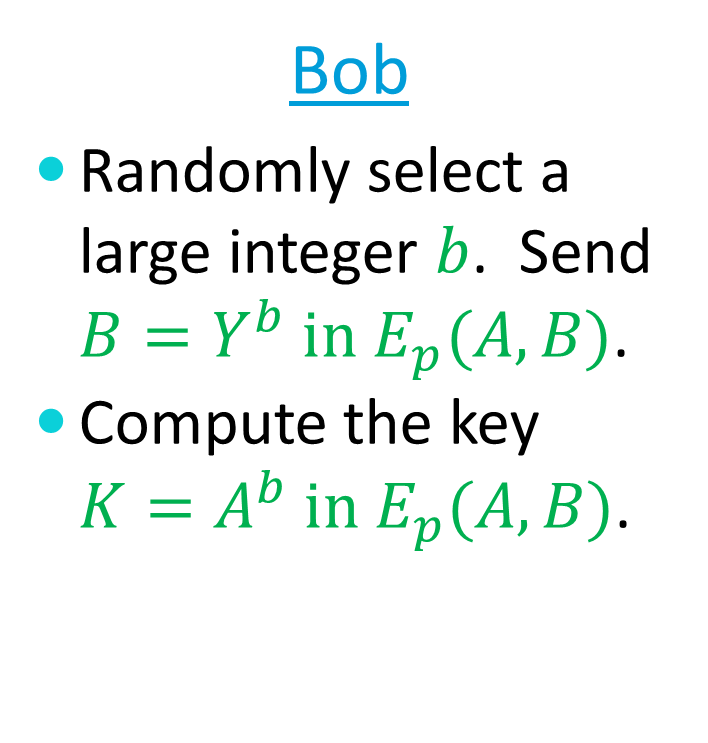 Bob
• Randomly select a
large integer b. Send
B = Y^b in E_p(A, B).
• Compute the key
K = A^b in E_p(A, B).